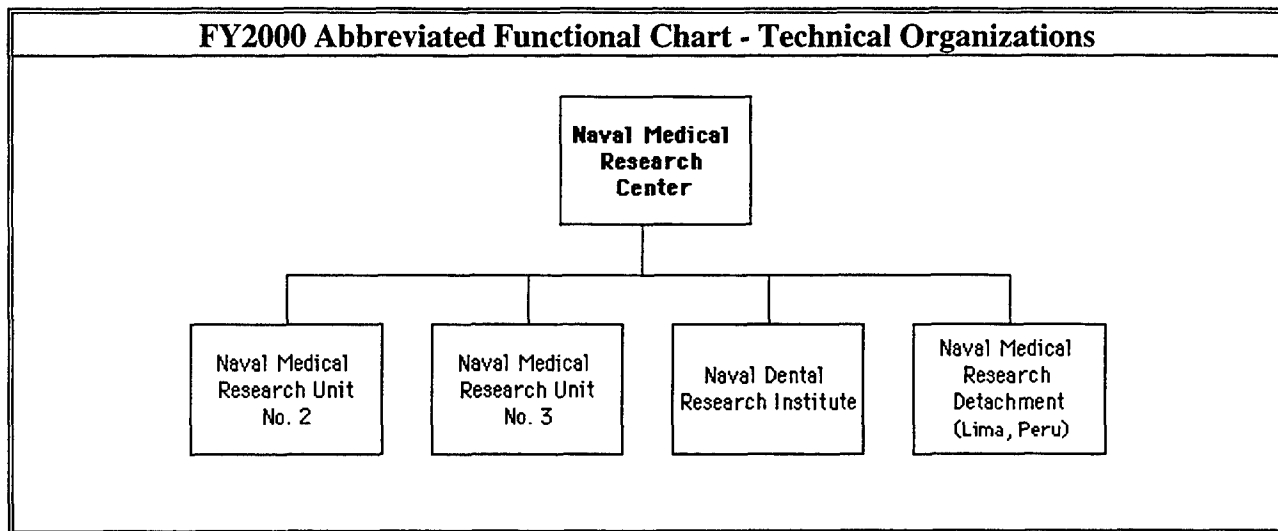 FY2000 Abbreviated Functional Chart - Technical Organizations
Naval Medical
Research
Center
Naval Medical
Research Unit
No. 2
Naval Medical
Research Unit
No. 3
Naval Dental
Research Institute
Naval Medical
Research
Detachment
(Lima, Peru)